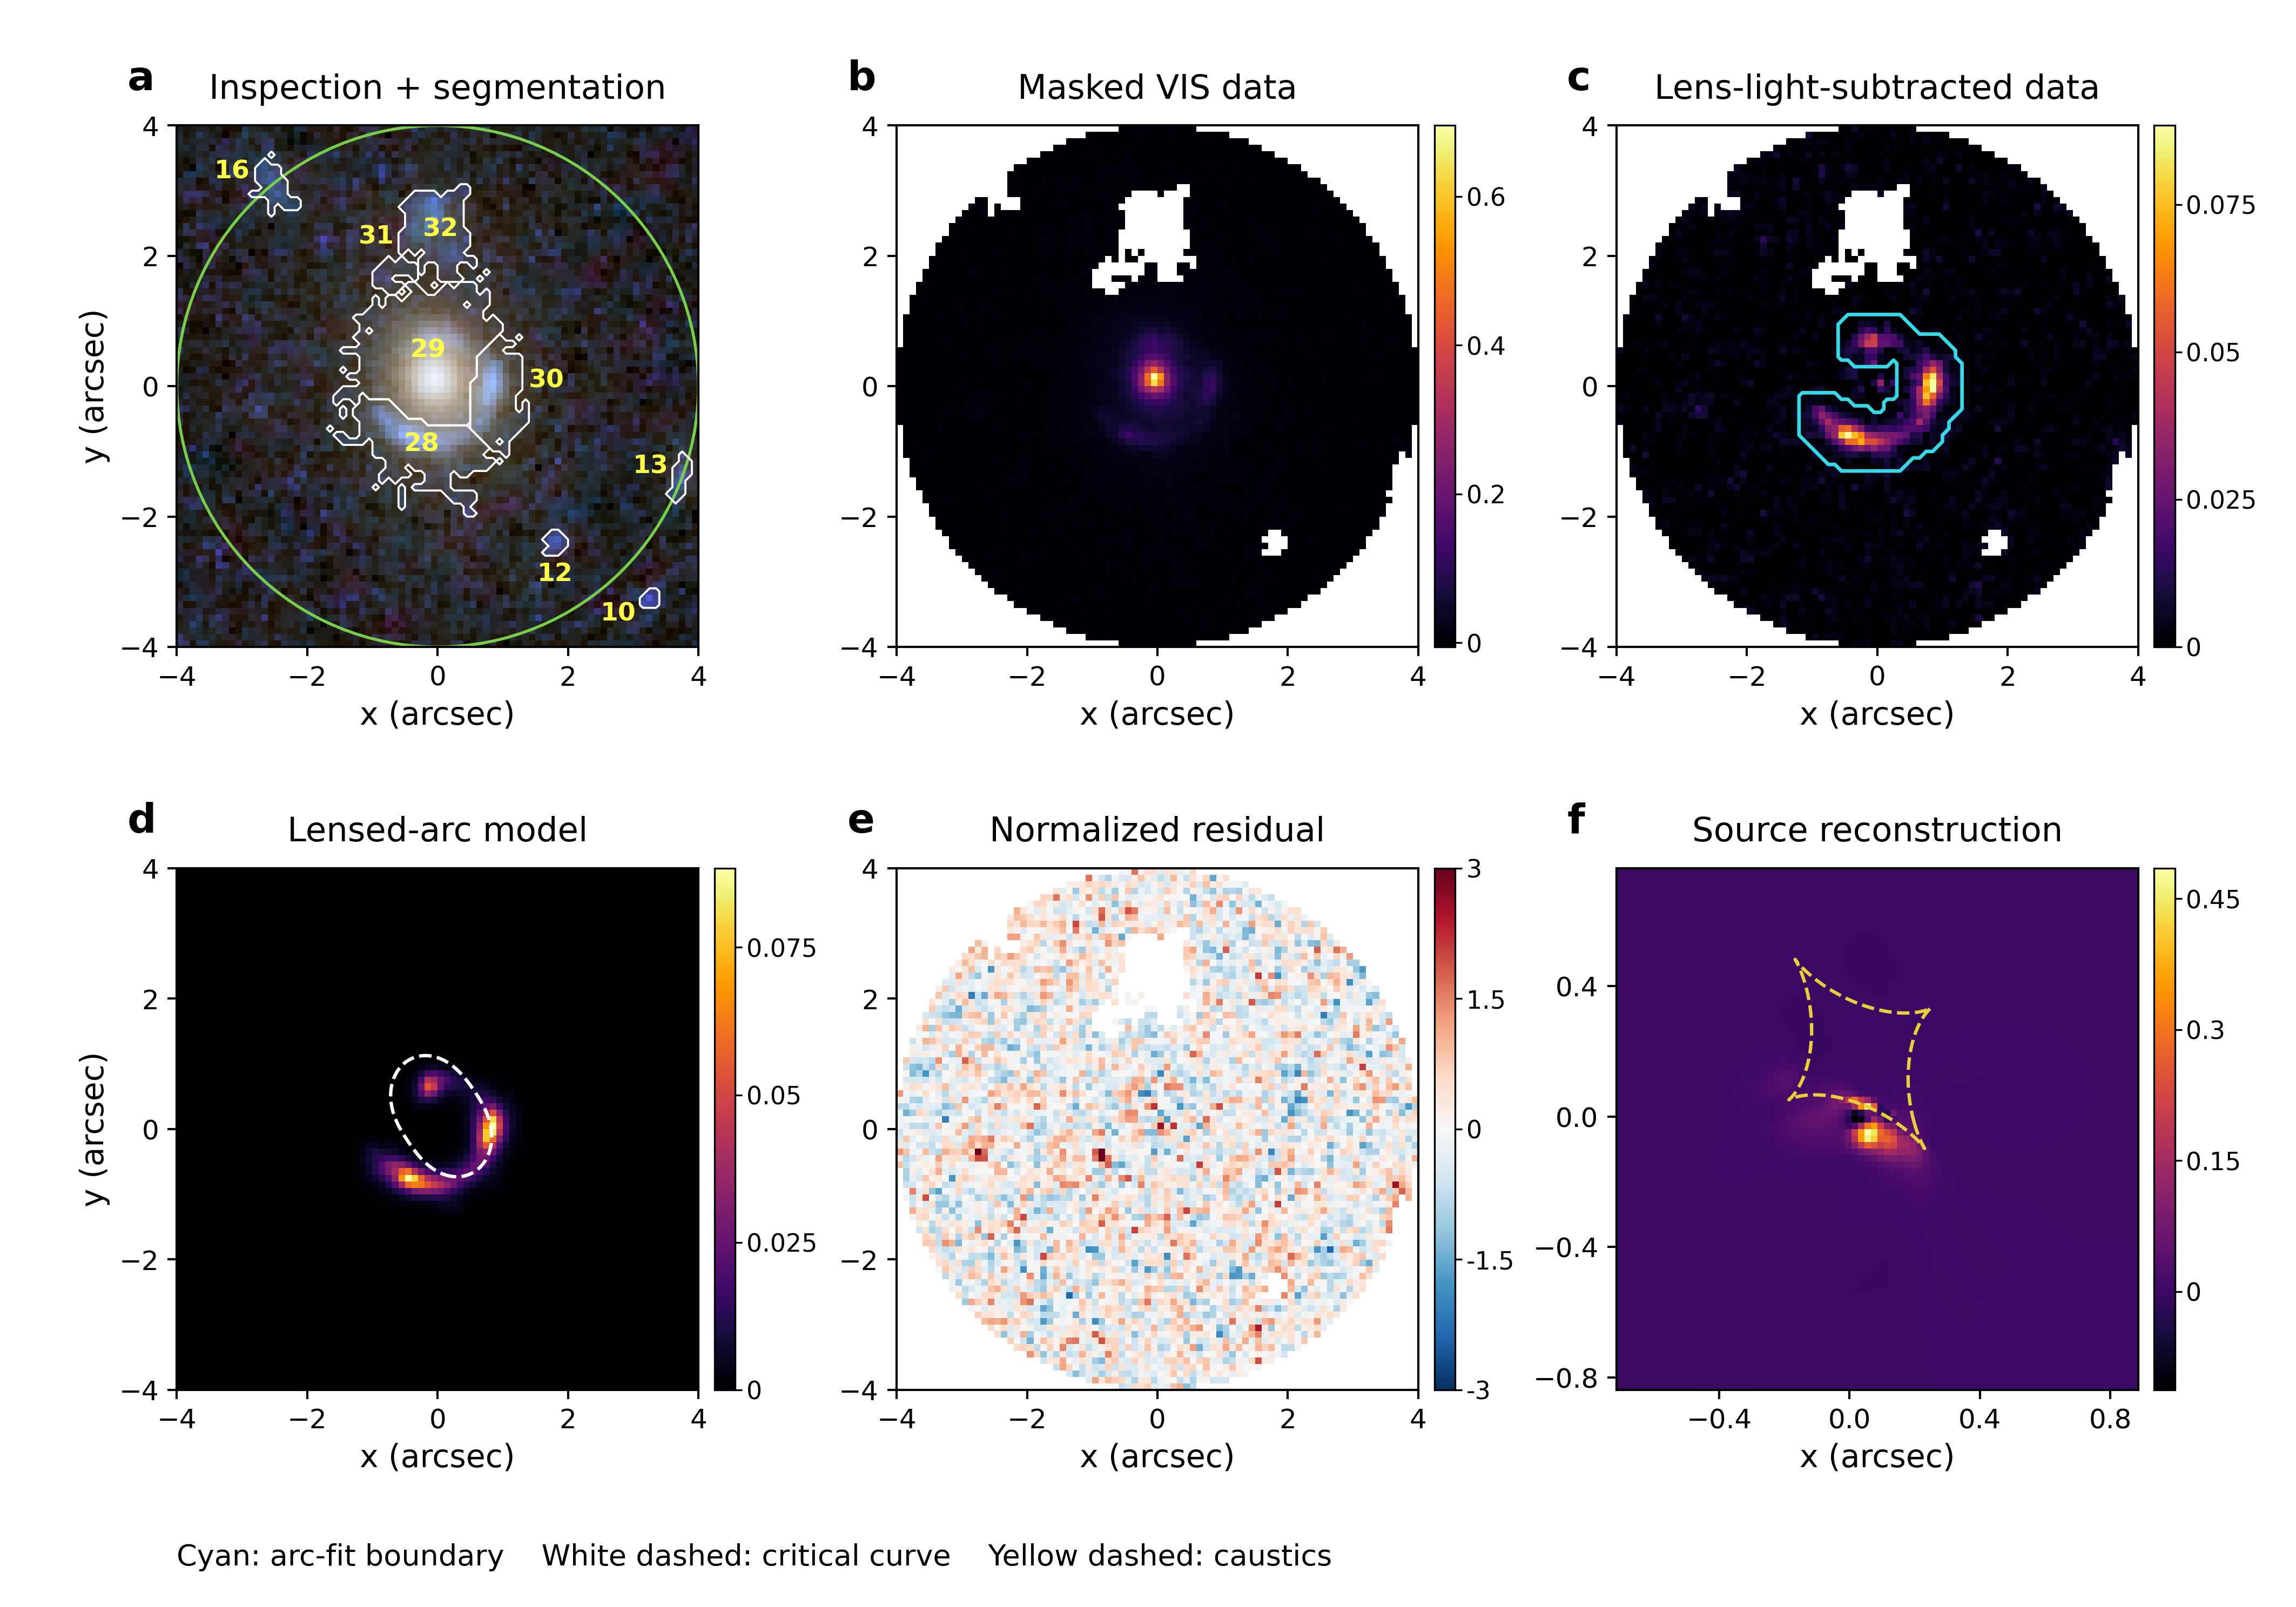 a Inspection + segmentation
b Masked VIS data
c Lens-light-subtracted data
4
2
0
−2
−4
−4 −2 0 2 4
y (arcsec)
x (arcsec)
16
31
32
29
30
28
13
12
10
4
2
0
−2
−4
−4 −2 0 2 4
x (arcsec)
0.6
0.4
0.2
0
4
2
0
−2
−4
−4 −2 0 2 4
x (arcsec)
0.075
0.05
0.025
0
d Lensed-arc model
e Normalized residual
f Source reconstruction
4
2
0
−2
−4
−4 −2 0 2 4
y (arcsec)
x (arcsec)
0.075
0.05
0.025
0
4
2
0
−2
−4
−4 −2 0 2 4
x (arcsec)
3
1.5
0
-1.5
-3
0.4
0.0
−0.4
−0.8
−0.4 0.0 0.4 0.8
x (arcsec)
0.45
0.3
0.15
0
Cyan: arc-fit boundary White dashed: critical curve Yellow dashed: caustics